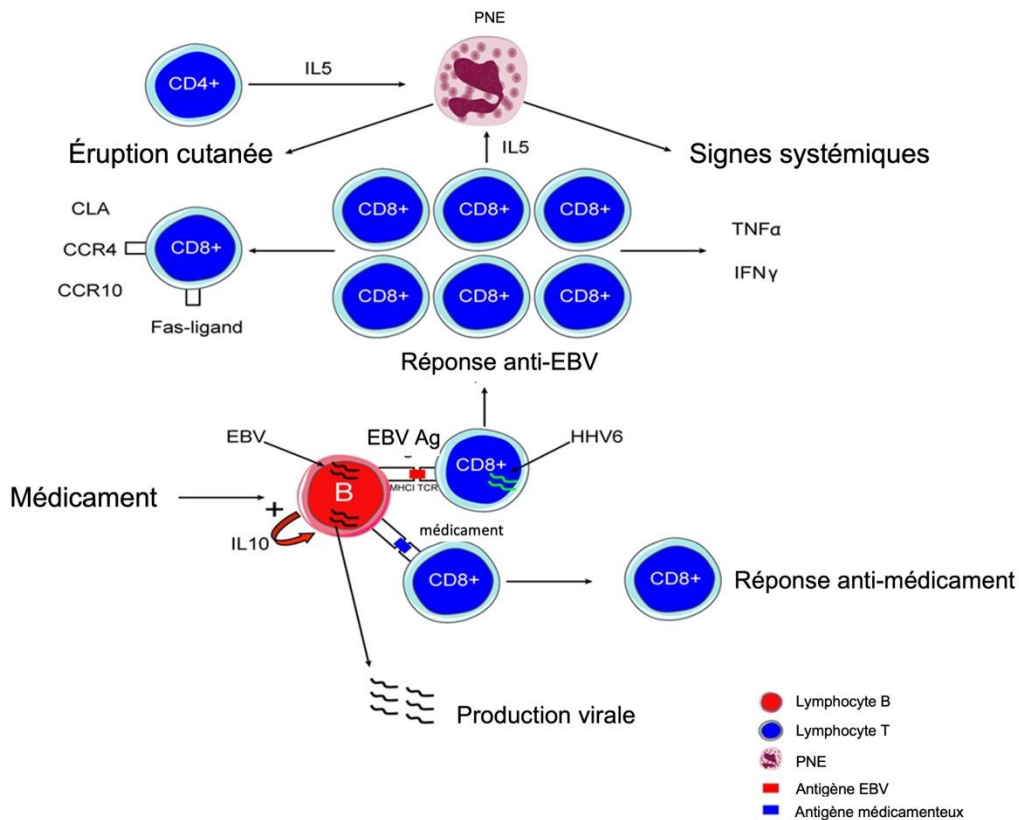 PNE
CD4+
IL5
Éruption cutanée
IL5
Signes systémiques
CLA
CCR4
CCR10
CD8+
Fas-ligand
CD8+ CD8+ CD8+
CD8+ CD8+ CD8+
TNFα
IFNγ
Réponse anti-EBV
EBV
EBV Ag
CD8+
HHV6
MHCI TCR
Médicament
+
B
IL10
médicament
CD8+
CD8+
Réponse anti-médicament
Production virale
Lymphocyte B
Lymphocyte T
PNE
Antigène EBV
Antigène médicamenteux